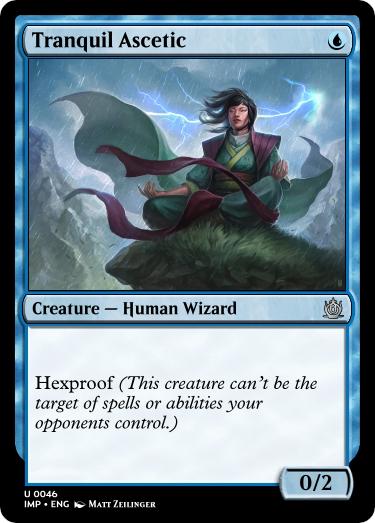 Tranquil Ascetic
Creature — Human Wizard
Hexproof (This creature can't be the
target of spells or abilities your
opponents control.)
0/2
U 0046
IMP • ENG Matt Zeilinger